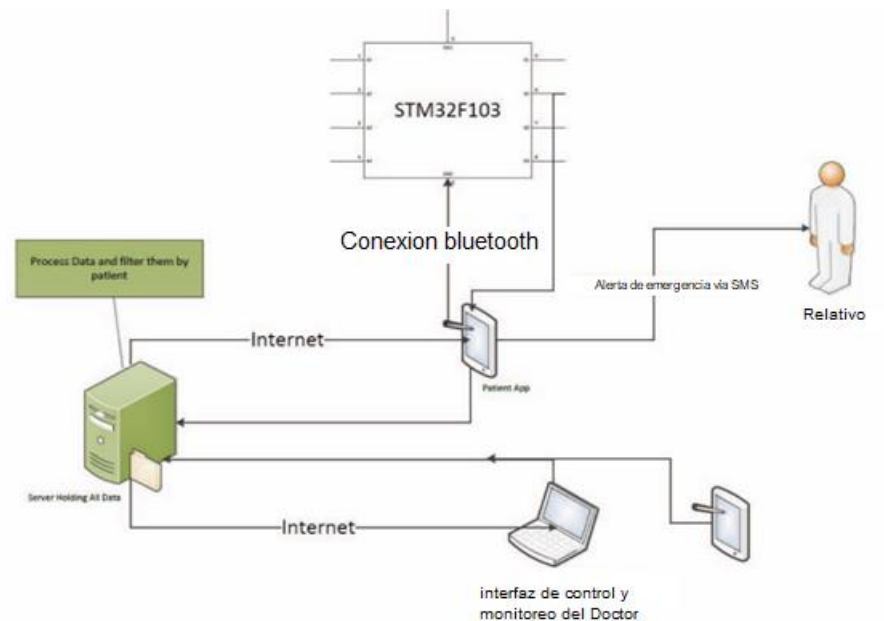 STM32F103
Conexion bluetooth
Process Data and filter them by
patient
Alerta de emergencia via SMS
Relativo
Internet
Patient App
Server Holding All Data
Internet
interfaz de control y
monitoreo del Doctor